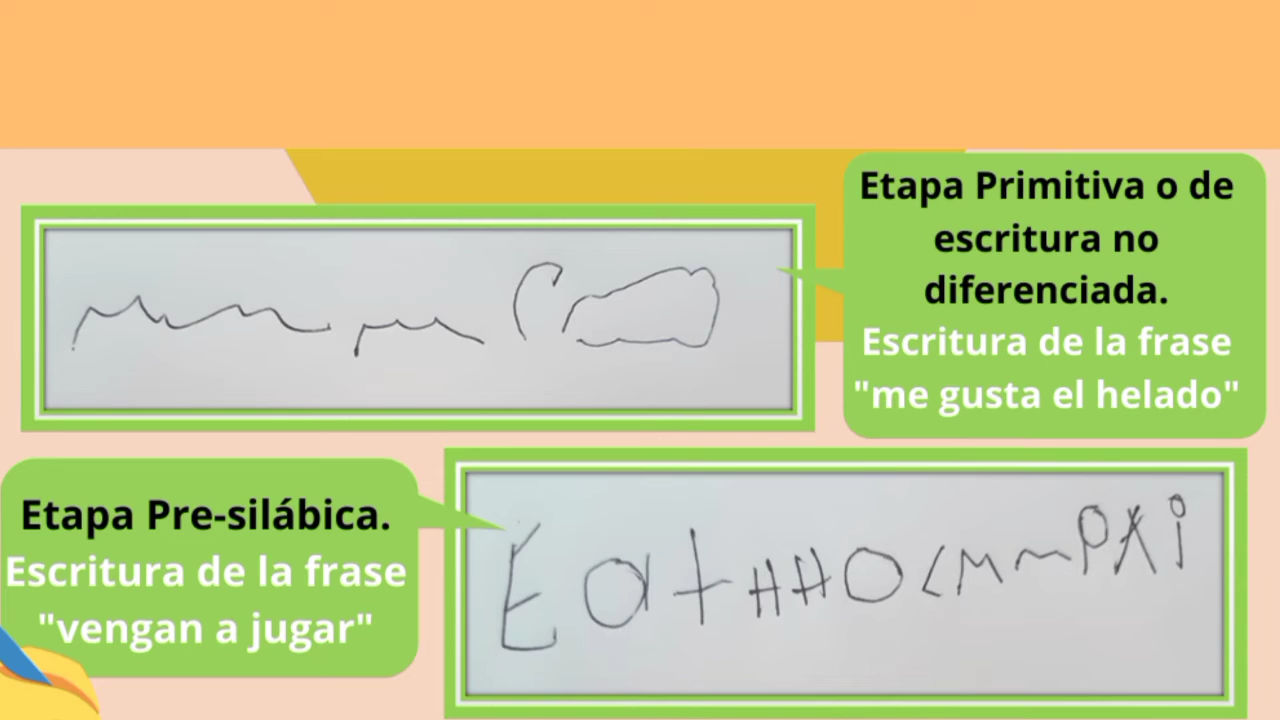 Etapa Primitiva o de
escritura no
diferenciada.
Escritura de la frase
"me gusta el helado"
Etapa Pre-silábica.
Escritura de la frase
"vengan a jugar"
E a t H H O C M m P A i